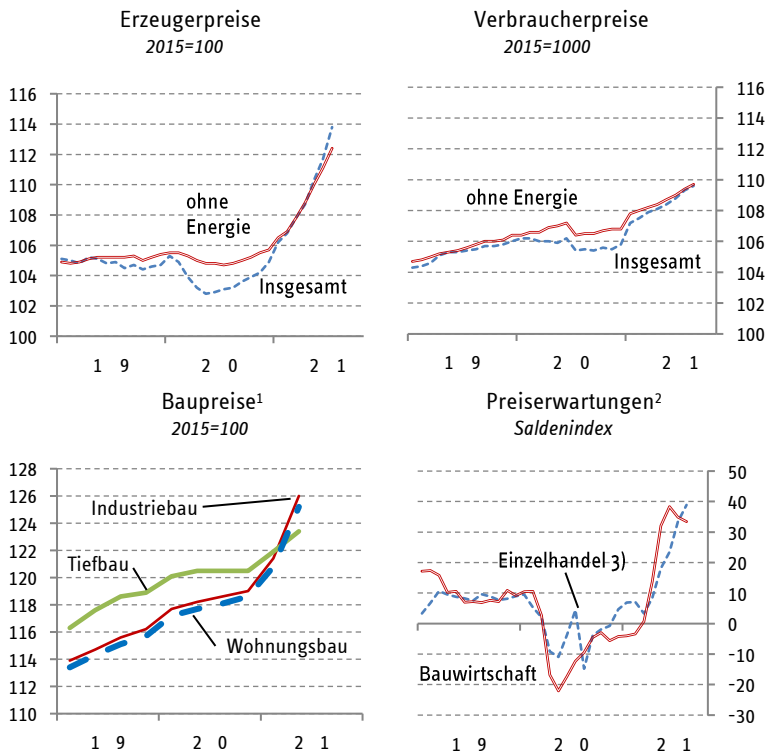 Erzeugerpreise
2015=100
116
114
112
110
108
106
104
102
100
ohne
Energie
Insgesamt
1 9 2 0 2 1
Verbraucherpreise
2015=1000
116
114
112
110
108
106
104
102
100
ohne Energie
Insgesamt
1 9 2 0 2 1
Baupreise¹
2015=100
128
126
124
122
120
118
116
114
112
110
Industriebau
Tiefbau
Wohnungsbau
1 9 2 0 2 1
Preiserwartungen²
Saldenindex
50
40
30
20
10
0
−10
−20
−30
Einzelhandel 3)
Bauwirtschaft
1 9 2 0 2 1